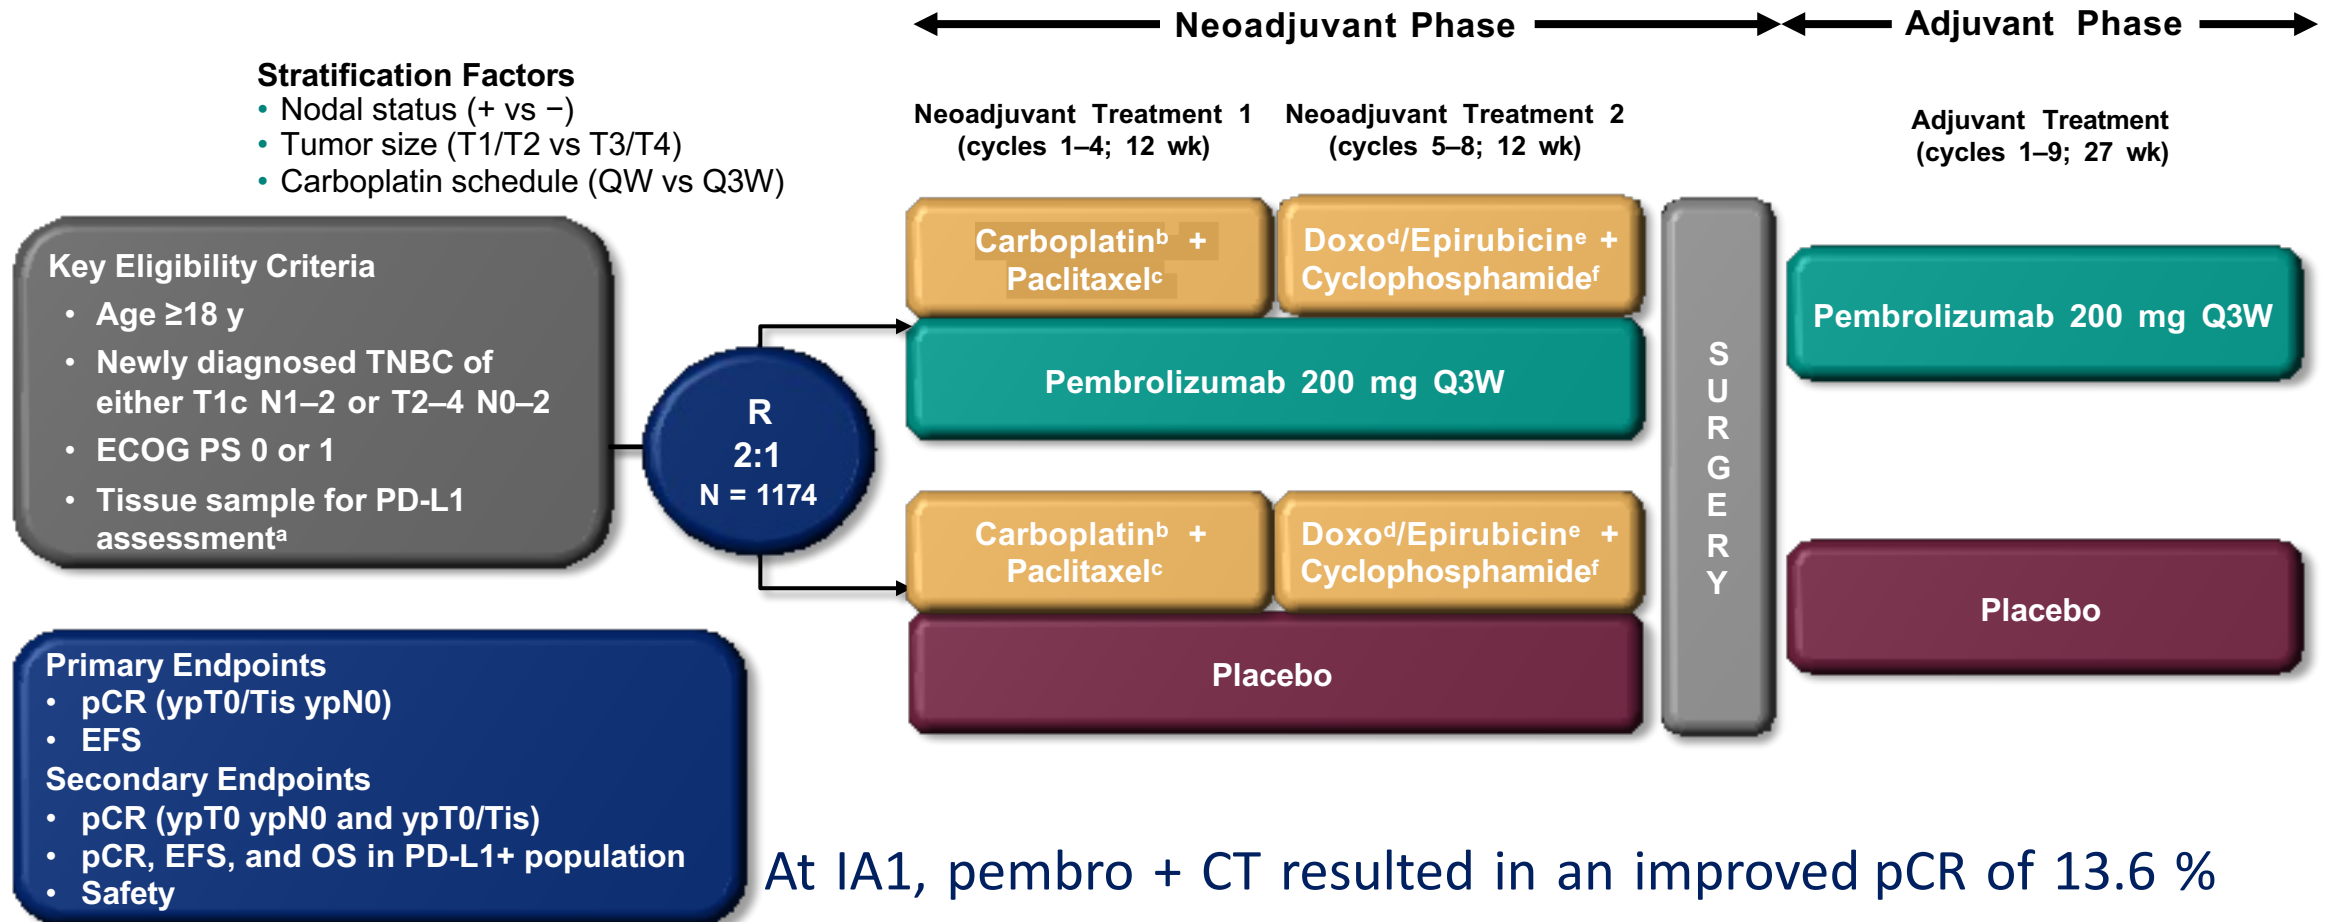 Neoadjuvant Phase
Adjuvant Phase
Stratification Factors
• Nodal status (+ vs −)
• Tumor size (T1/T2 vs T3/T4)
• Carboplatin schedule (QW vs Q3W)
Neoadjuvant Treatment 1
(cycles 1–4; 12 wk)
Neoadjuvant Treatment 2
(cycles 5–8; 12 wk)
Adjuvant Treatment
(cycles 1–9; 27 wk)
Key Eligibility Criteria
• Age ≥18 y
• Newly diagnosed TNBC of
either T1c N1–2 or T2–4 N0–2
• ECOG PS 0 or 1
• Tissue sample for PD-L1
assessmentᵃ
R
2:1
N = 1174
Carboplatinᵇ +
Paclitaxelᶜ
Doxoᵈ/Epirubicinᵉ +
Cyclophosphamideᶠ
Pembrolizumab 200 mg Q3W
Carboplatinᵇ +
Paclitaxelᶜ
Doxoᵈ/Epirubicinᵉ +
Cyclophosphamideᶠ
Placebo
SURGERY
Pembrolizumab 200 mg Q3W
Placebo
Primary Endpoints
• pCR (ypT0/Tis ypN0)
• EFS
Secondary Endpoints
• pCR (ypT0 ypN0 and ypT0/Tis)
• pCR, EFS, and OS in PD-L1+ population
• Safety
At IA1, pembro + CT resulted in an improved pCR of 13.6 %